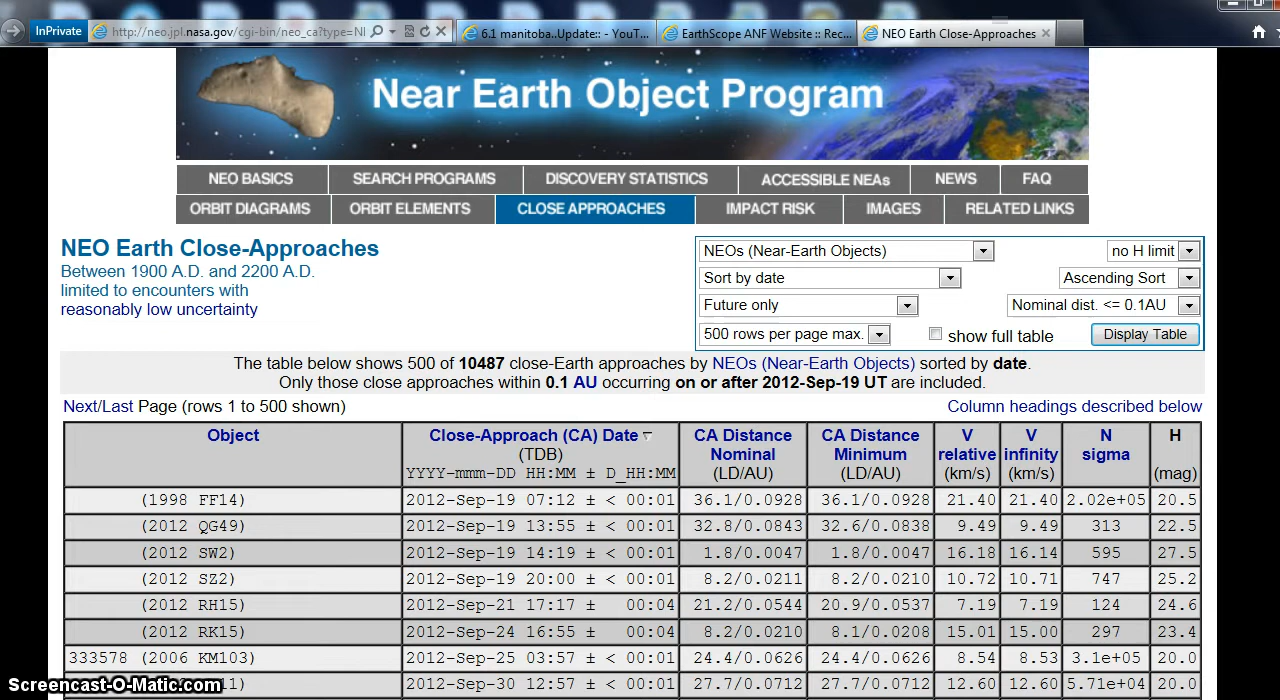 InPrivate http://neo.jpl.nasa.gov/cgi-bin/neo_ca?type=NI 6.1 manitoba..Update:: - YouT... EarthScope ANF Website :: Rec... NEO Earth Close-Approaches
Near Earth Object Program
NEO BASICS SEARCH PROGRAMS DISCOVERY STATISTICS ACCESSIBLE NEAs NEWS FAQ
ORBIT DIAGRAMS ORBIT ELEMENTS CLOSE APPROACHES IMPACT RISK IMAGES RELATED LINKS
NEO Earth Close-Approaches
Between 1900 A.D. and 2200 A.D.
limited to encounters with
reasonably low uncertainty
NEOs (Near-Earth Objects) no H limit
Sort by date Ascending Sort
Future only Nominal dist. <= 0.1AU
500 rows per page max. show full table Display Table
The table below shows 500 of 10487 close-Earth approaches by NEOs (Near-Earth Objects) sorted by date.
Only those close approaches within 0.1 AU occurring on or after 2012-Sep-19 UT are included.
Next/Last Page (rows 1 to 500 shown) Column headings described below
Object Close-Approach (CA) Date CA Distance CA Distance V V N H
(TDB) Nominal Minimum relative infinity sigma
YYYY-mmm-DD HH:MM ± D_HH:MM (LD/AU) (LD/AU) (km/s) (km/s) (mag)
(1998 FF14) 2012-Sep-19 07:12 ± < 00:01 36.1/0.0928 36.1/0.0928 21.40 21.40 2.02e+05 20.5
(2012 QG49) 2012-Sep-19 13:55 ± < 00:01 32.8/0.0843 32.6/0.0838 9.49 9.49 313 22.5
(2012 SW2) 2012-Sep-19 14:19 ± < 00:01 1.8/0.0047 1.8/0.0047 16.18 16.14 595 27.5
(2012 SZ2) 2012-Sep-19 20:00 ± < 00:01 8.2/0.0211 8.2/0.0210 10.72 10.71 747 25.2
(2012 RH15) 2012-Sep-21 17:17 ± 00:04 21.2/0.0544 20.9/0.0537 7.19 7.19 124 24.6
(2012 RK15) 2012-Sep-24 16:55 ± 00:04 8.2/0.0210 8.1/0.0208 15.01 15.00 297 23.4
333578 (2006 KM103) 2012-Sep-25 03:57 ± < 00:01 24.4/0.0626 24.4/0.0626 8.54 8.53 3.1e+05 20.0
2012-Sep-30 12:57 ± < 00:01 27.7/0.0712 27.7/0.0712 12.60 12.60 5.71e+04 20.0
Screencast-O-Matic.com